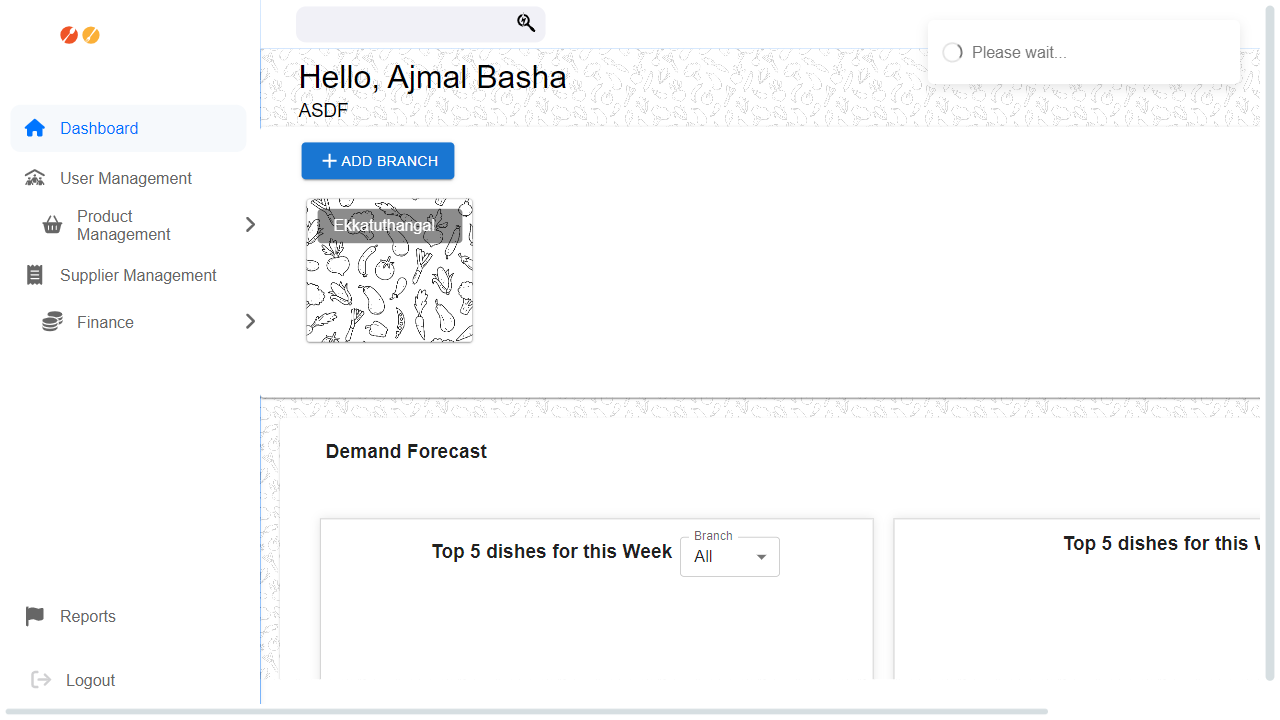 Please wait...
Hello, Ajmal Basha
ASDF
Dashboard
ADD BRANCH
User Management
Product
Management
Ekkatuthangal
Supplier Management
Finance
Demand Forecast
Top 5 dishes for this Week
Branch
All
Top 5 dishes for this
Reports
Logout